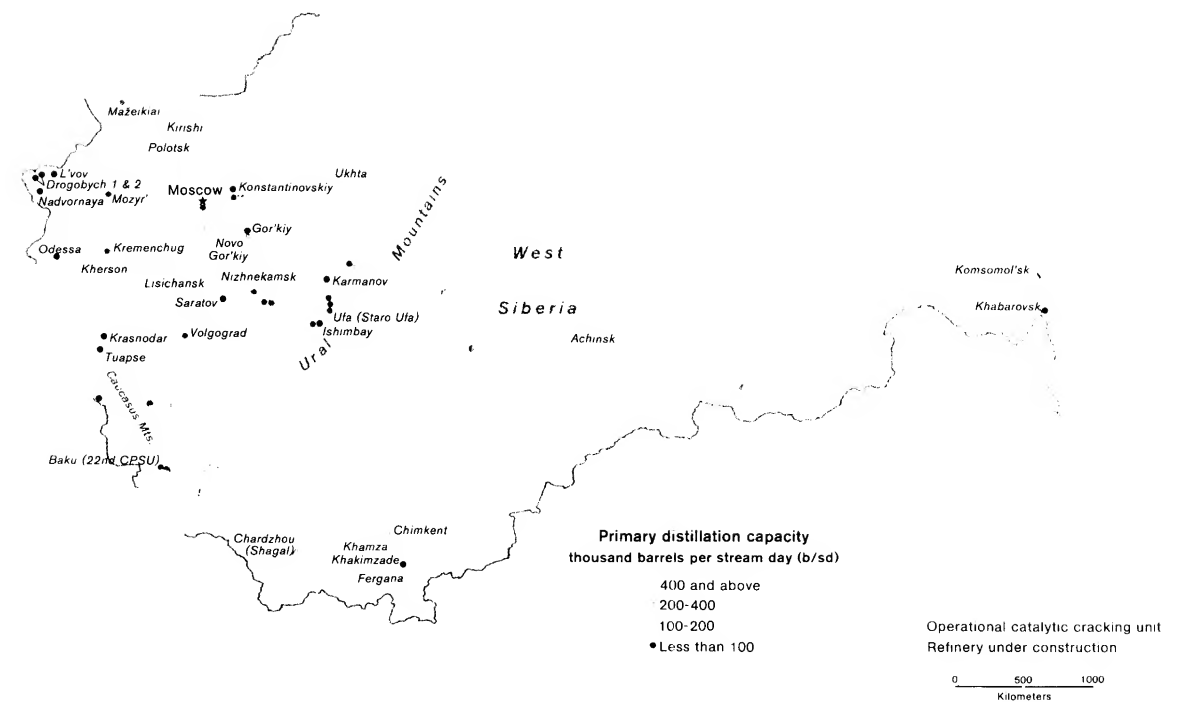 Mažeikiai
Kirishi
Polotsk
L'vov
Ukhta
Drogobych 1 & 2
Moscow
Konstantinovskiy
Nadvornaya
Mozyr'
Mountains
Gor'kiy
Odessa
Kremenchug
Novo
Gor'kiy
West
Kherson
Komsomol'sk
Lisichansk
Nizhnekamsk
Karmanov
Saratov
Siberia
Khabarovsk
Ufa (Staro Ufa)
Ishimbay
Krasnodar
Volgograd
Achinsk
Tuapse
Ural
Caucasus Mts.
Baku (22nd CPSU)
Chimkent
Chardzhou
(Shagal)
Khamza
Khakimzade
Fergana
Primary distillation capacity
thousand barrels per stream day (b/sd)
400 and above
200-400
100-200
Less than 100
Operational catalytic cracking unit
Refinery under construction
0 500 1000
Kilometers